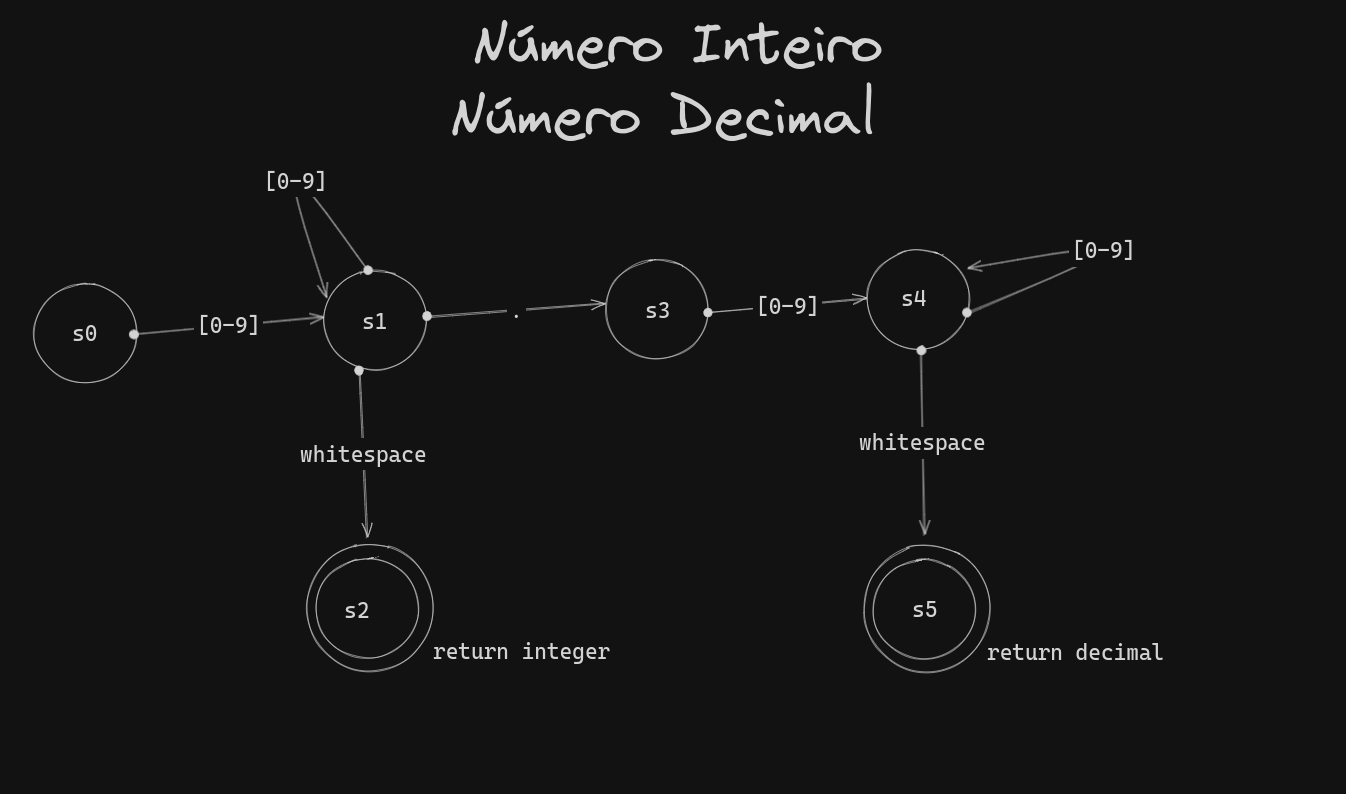 Número Inteiro
Número Decimal
[0-9]
[0-9]
s0
[0-9]
s1
.
s3
[0-9]
s4
whitespace
whitespace
s2
s5
return integer
return decimal